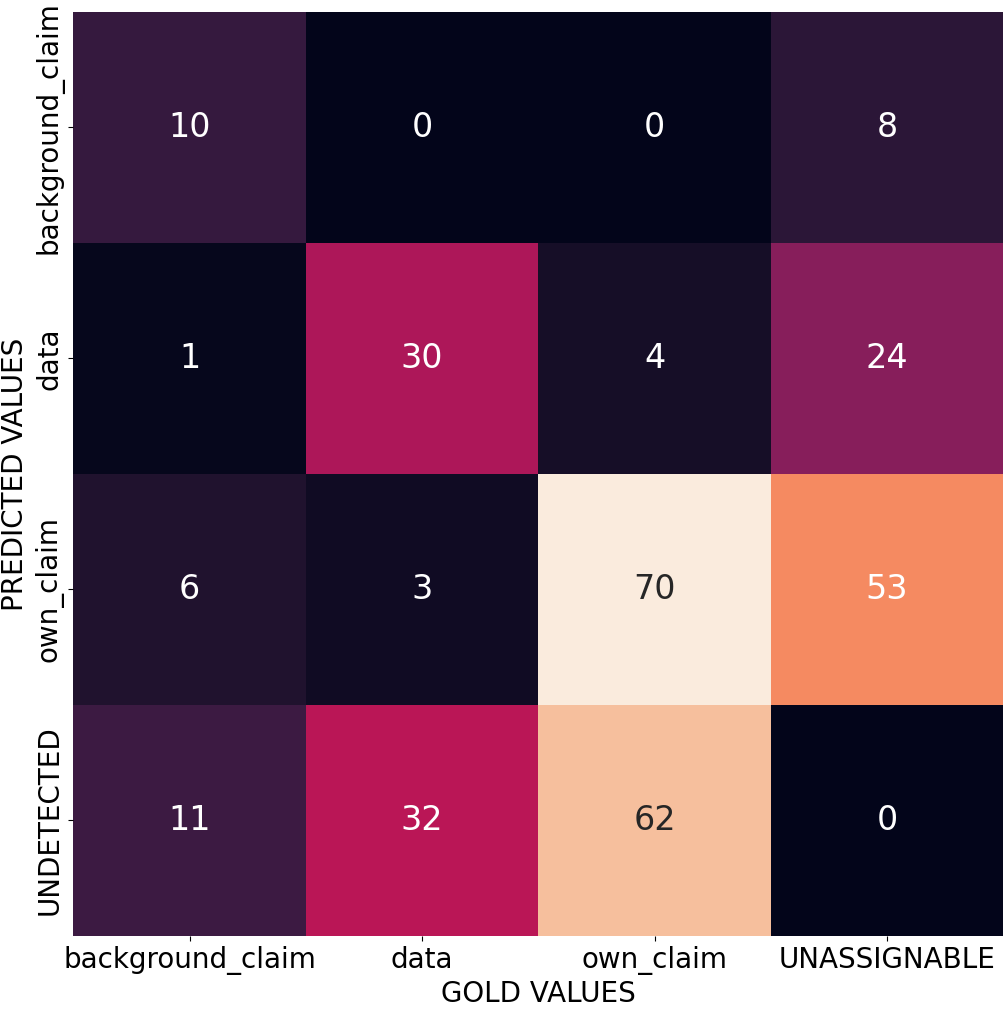 PREDICTED VALUES
background_claim
10 0 0 8
data
1 30 4 24
own_claim
6 3 70 53
UNDETECTED
11 32 62 0
background_claim data own_claim UNASSIGNABLE
GOLD VALUES